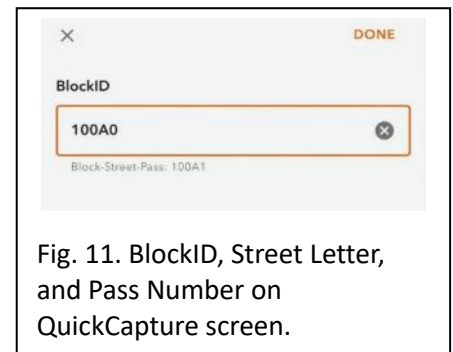 × DONE
BlockID
100A0
Block-Street-Pass: 100A1
Fig. 11. BlockID, Street Letter,
and Pass Number on
QuickCapture screen.